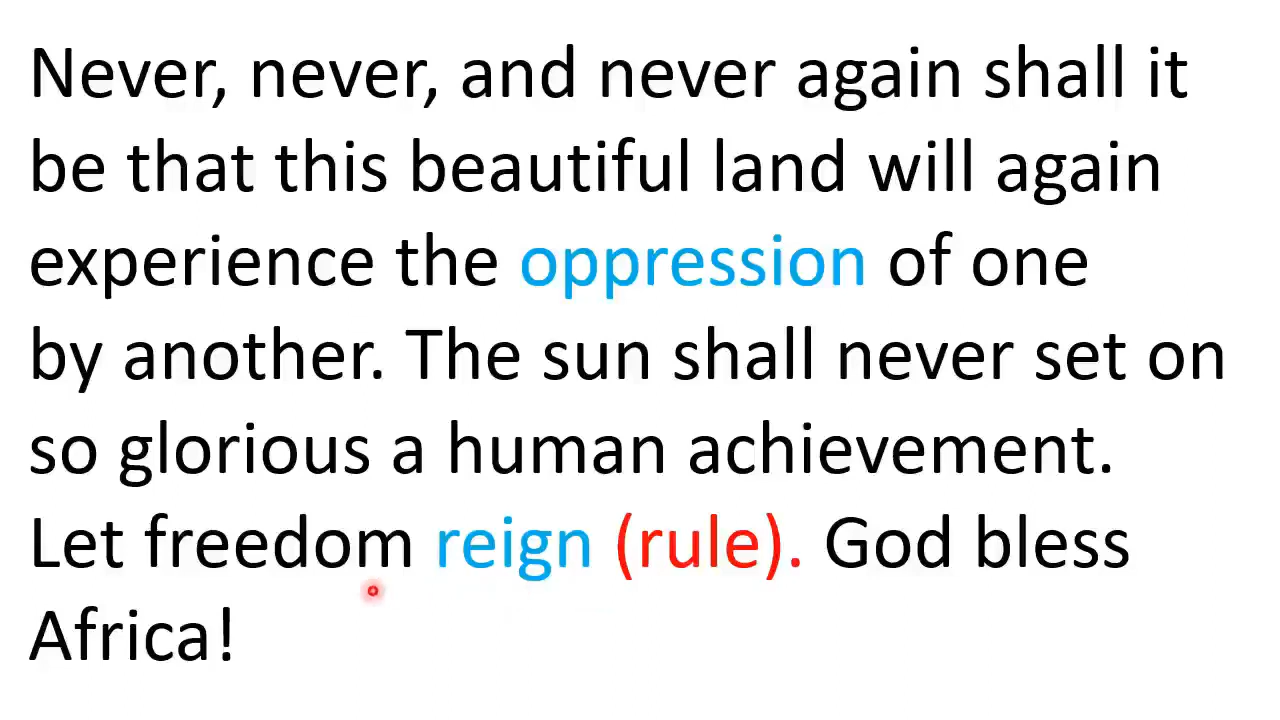 Never, never, and never again shall it
be that this beautiful land will again
experience the oppression of one
by another. The sun shall never set on
so glorious a human achievement.
Let freedom reign (rule). God bless
Africa!